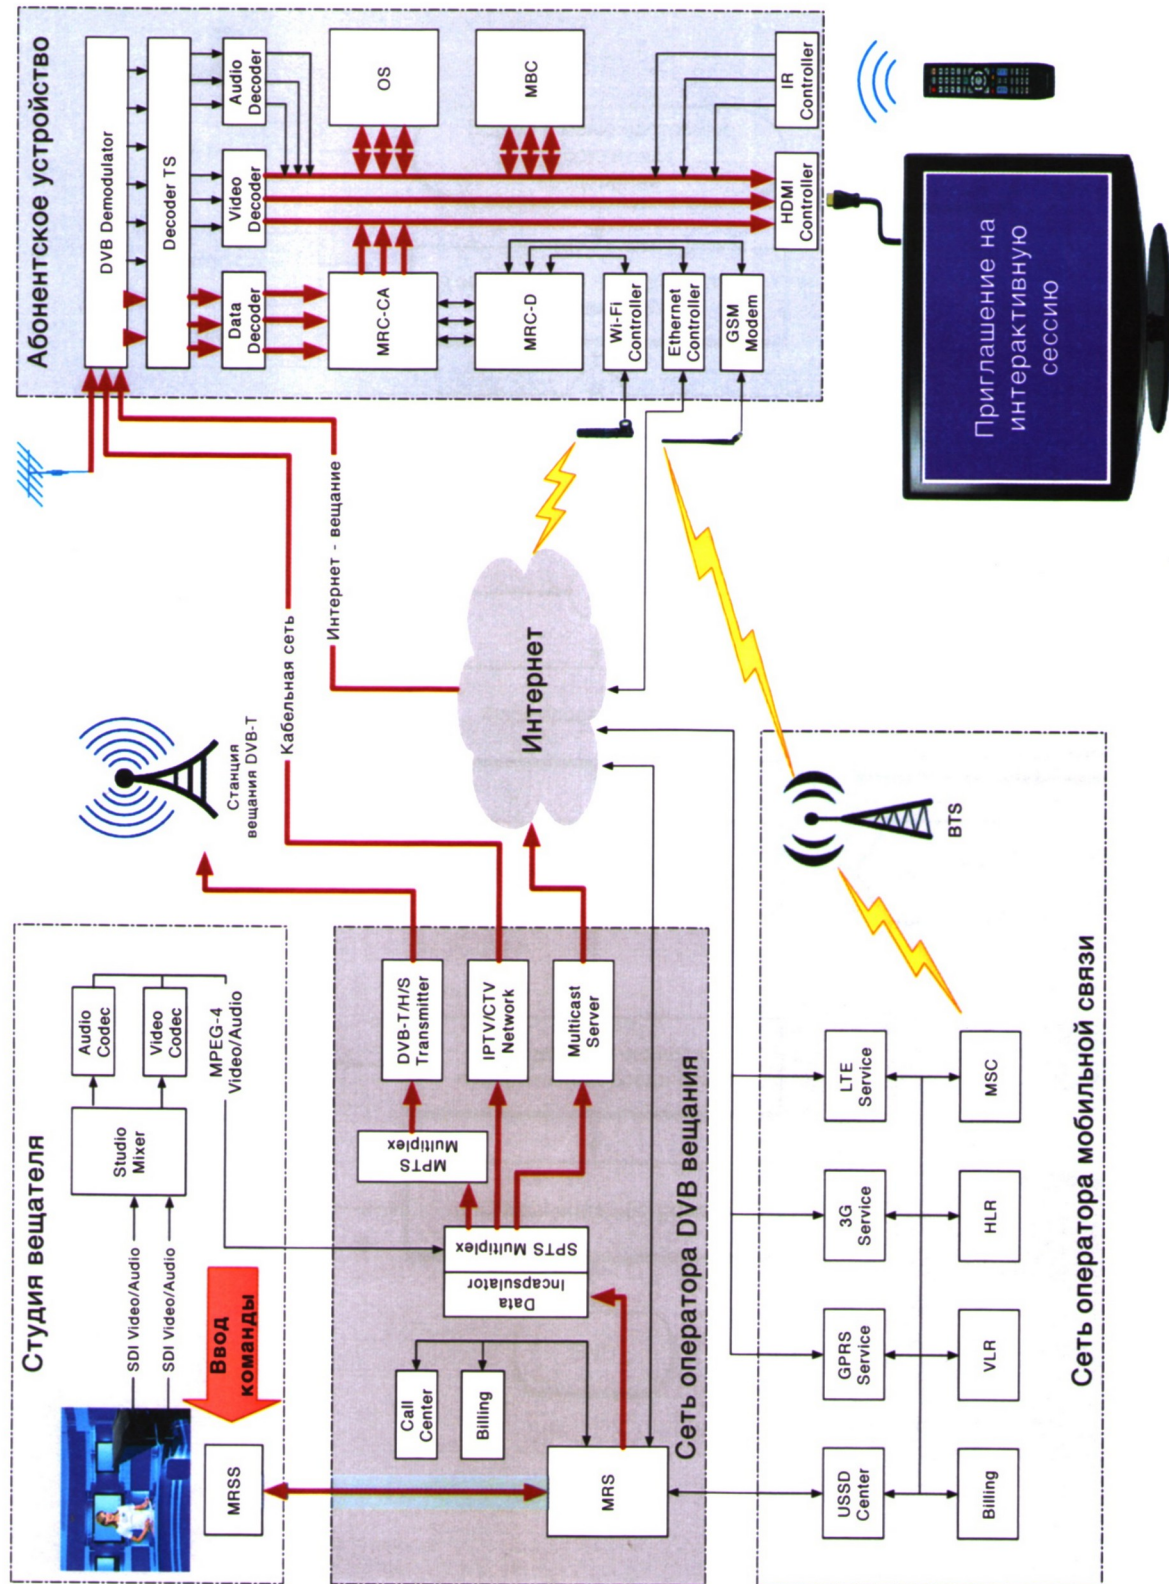 Студия вещателя
SDI Video/Audio
SDI Video/Audio
Studio
Mixer
Audio
Codec
Video
Codec
MPEG-4
Video/Audio
Ввод
команды
MRSS
Станция
вещания DVB-T
Кабельная сеть
Интернет - вещание
Интернет
Call
Center
Billing
MRS
Data
Incapsulator
SPTS Multiplex
MPTS
Multiplex
DVB-T/H/S
Transmitter
IPTV/CTV
Network
Multicast
Server
Сеть оператора DVB вещания
USSD
Center
GPRS
Service
3G
Service
LTE
Service
Billing
VLR
HLR
MSC
BTS
Сеть оператора мобильной связи
Абонентское устройство
DVB Demodulator
Decoder TS
Data
Decoder
Video
Decoder
Audio
Decoder
MRC-CA
OS
MRC-D
MBC
Wi-Fi
Controller
Ethernet
Controller
GSM
Modem
HDMI
Controller
IR
Controller
Приглашение на
интерактивную
сессию